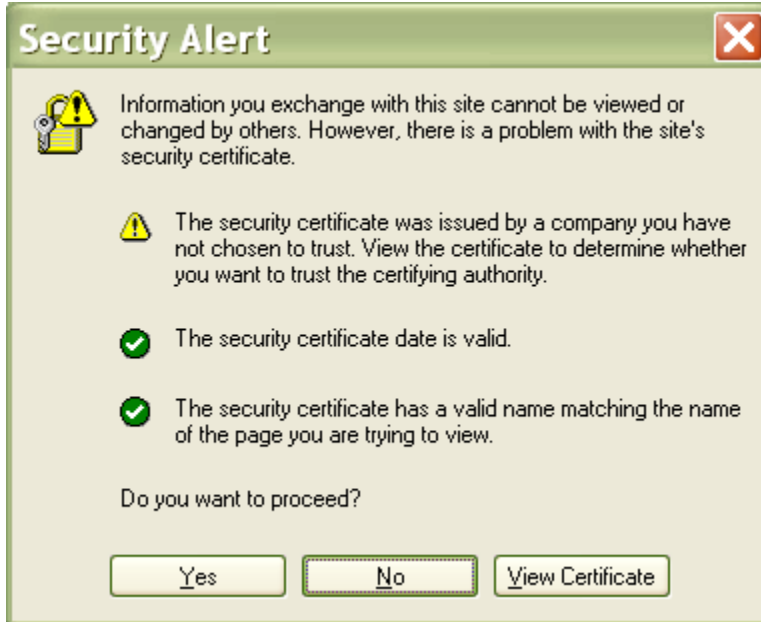 Security Alert
Information you exchange with this site cannot be viewed or
changed by others. However, there is a problem with the site's
security certificate.
The security certificate was issued by a company you have
not chosen to trust. View the certificate to determine whether
you want to trust the certifying authority.
The security certificate date is valid.
The security certificate has a valid name matching the name
of the page you are trying to view.
Do you want to proceed?
Yes No View Certificate